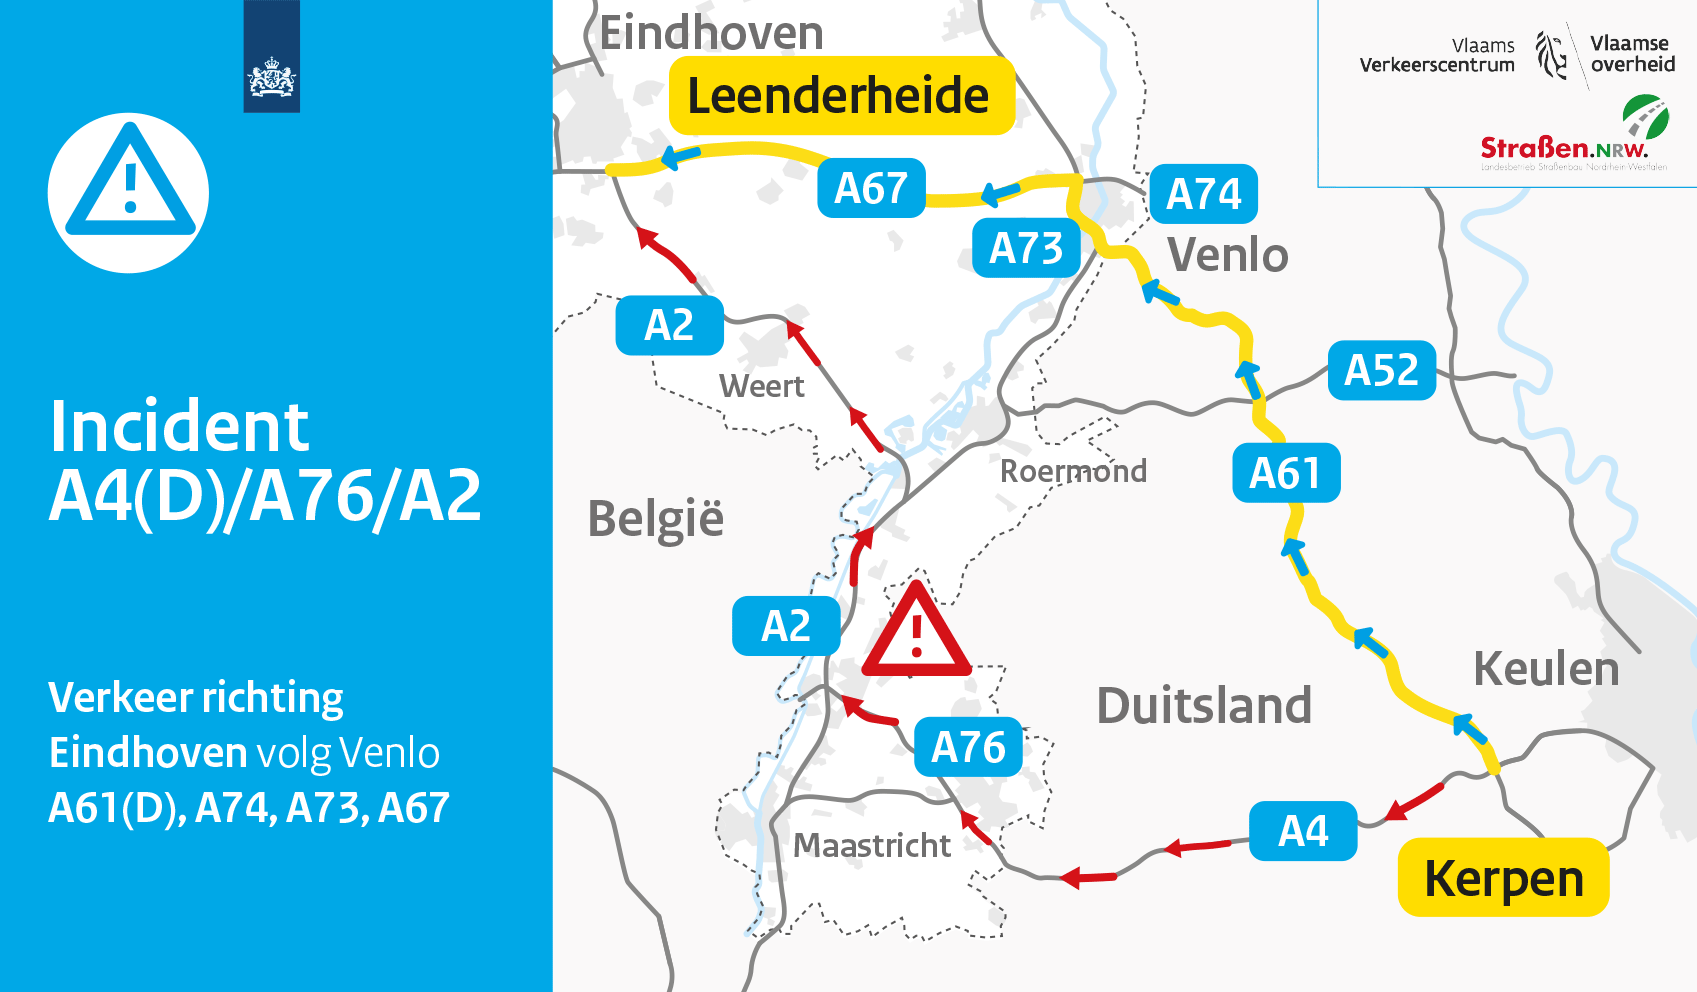 Incident
A4(D)/A76/A2
Verkeer richting
Eindhoven volg Venlo
A61(D), A74, A73, A67
Eindhoven
Leenderheide
Vlaams
Verkeerscentrum
Vlaamse
overheid
Straßen.NRW.
Landesbetrieb Straßenbau Nordrhein-Westfalen
A67
A74
A73
Venlo
A2
A52
Weert
A61
Roermond
België
A2
Keulen
Duitsland
A76
A4
Maastricht
Kerpen